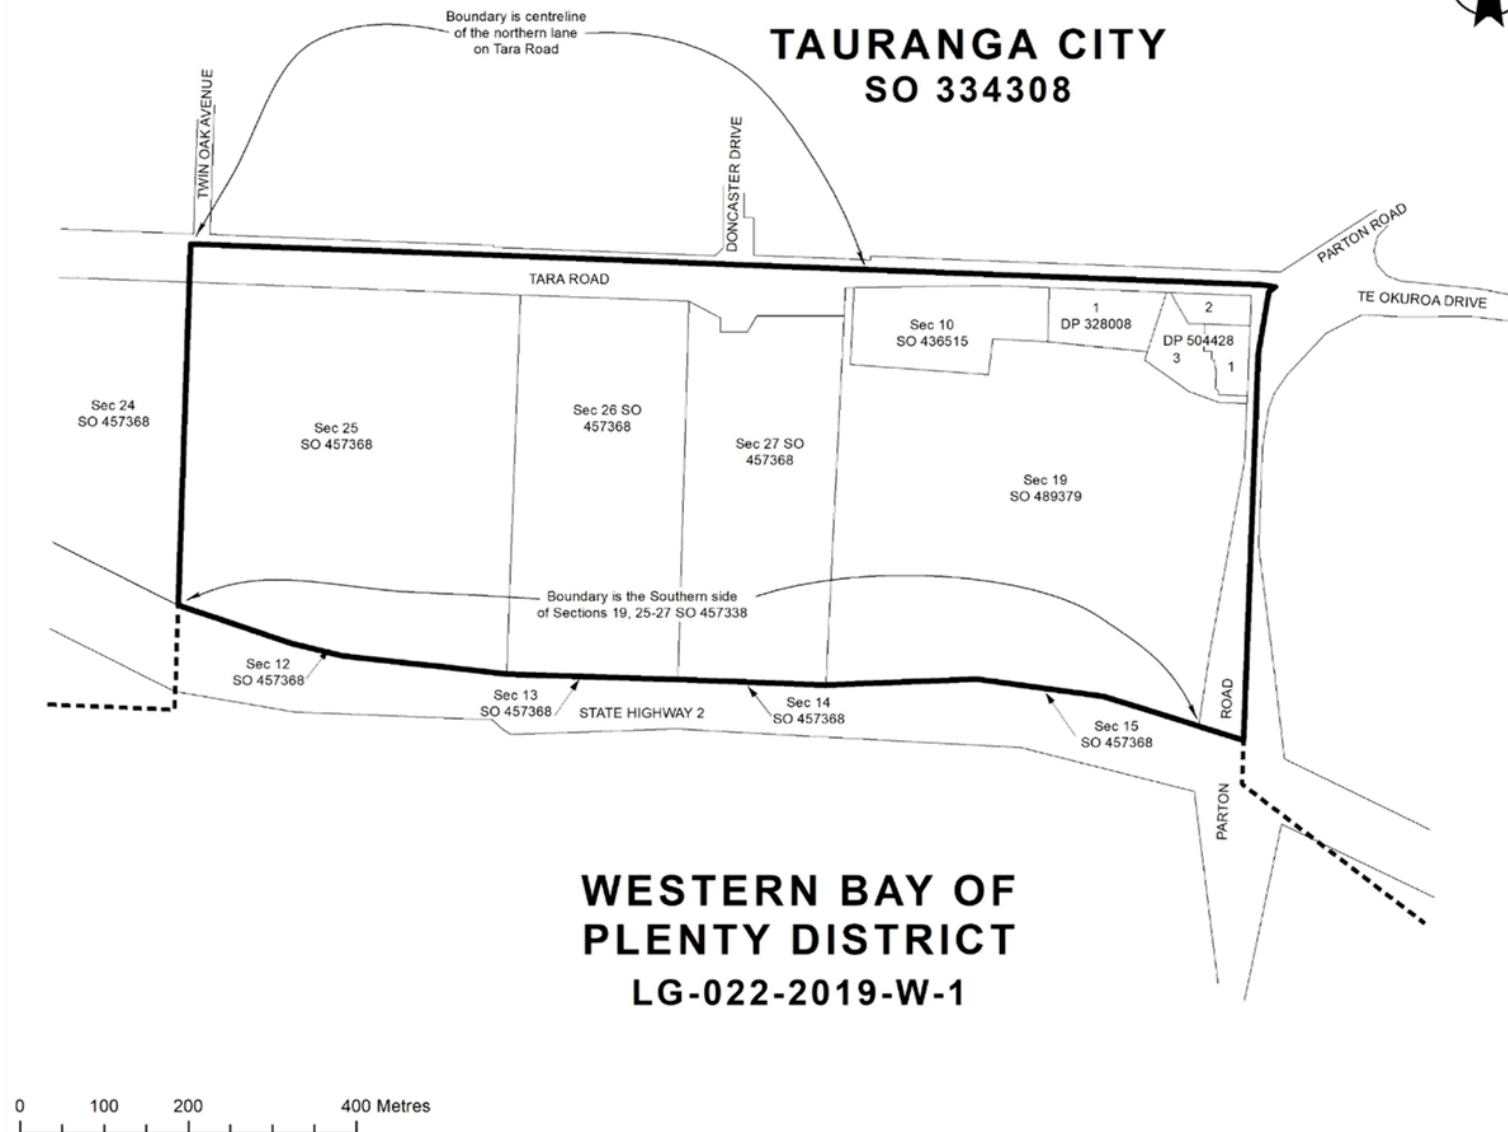 Boundary is centreline
of the northern lane
on Tara Road
TAURANGA CITY
SO 334308
TWIN OAK AVENUE
DONCASTER DRIVE
PARTON ROAD
TE OKUROA DRIVE
TARA ROAD
Sec 10
SO 436515
1
DP 328008
2
DP 504428
3
1
Sec 24
SO 457368
Sec 25
SO 457368
Sec 26 SO
457368
Sec 27 SO
457368
Sec 19
SO 489379
Boundary is the Southern side
of Sections 19, 25-27 SO 457338
Sec 12
SO 457368
Sec 13
SO 457368
STATE HIGHWAY 2
Sec 14
SO 457368
Sec 15
SO 457368
PARTON ROAD
WESTERN BAY OF
PLENTY DISTRICT
LG-022-2019-W-1
0 100 200 400 Metres